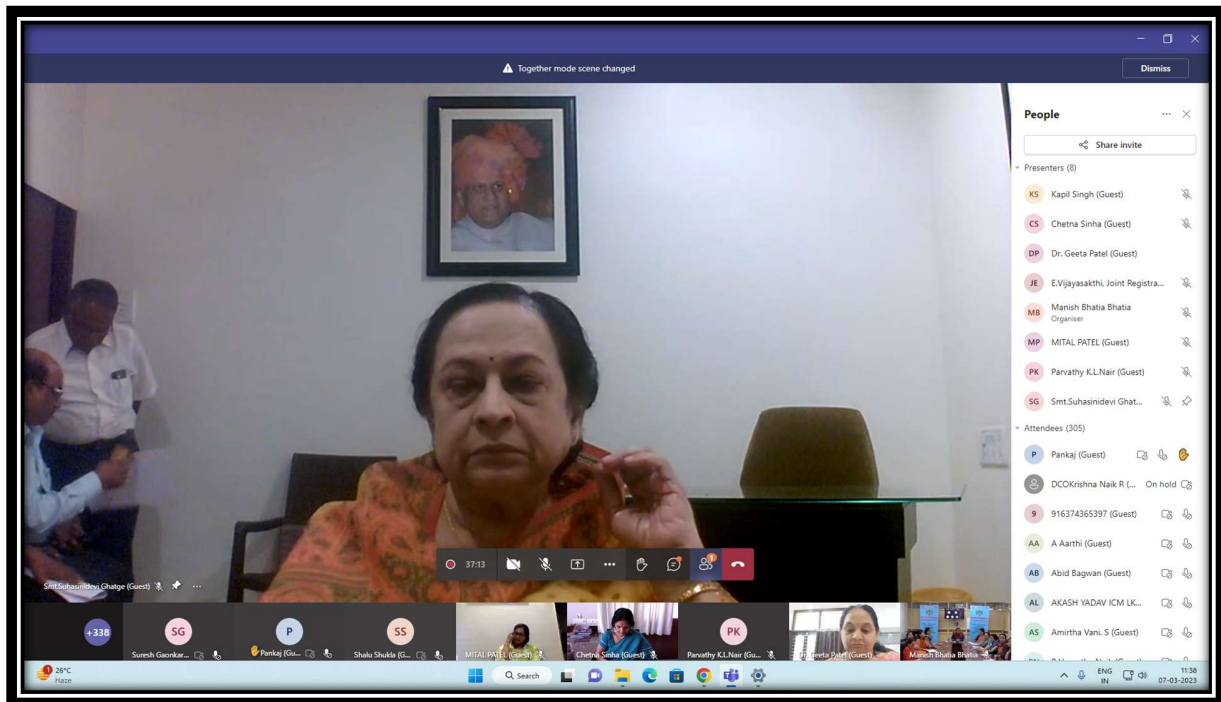 Together mode scene changed
Dismiss
People
Share invite
Presenters (8)
KS Kapil Singh (Guest)
CS Chetna Sinha (Guest)
DP Dr. Geeta Patel (Guest)
JE E.Vijayasakthi, Joint Registra...
MB Manish Bhatia Bhatia
Organiser
MP MITAL PATEL (Guest)
PK Parvathy K.L.Nair (Guest)
SG Smt.Suhasinidevi Ghat...
Attendees (305)
P Pankaj (Guest)
DCOKrishna Naik R (... On hold
9 916374365397 (Guest)
AA A Aarthi (Guest)
AB Abid Bagwan (Guest)
AL AKASH YADAV ICM LK...
AS Amirtha Vani. S (Guest)
37:13
1
Smt.Suhasinidevi Ghatge (Guest)
+338
SG
Suresh Gaonkar...
P
Pankaj (Gu...
SS
Shalu Shukla (G...
MITAL PATEL (Guest)
Chetna Sinha (Guest)
PK
Parvathy K.L.Nair (Gu...
Dr. Geeta Patel (Guest)
Manish Bhatia Bhatia
1
26°C
Haze
Search
ENG
IN
11:38
07-03-2023